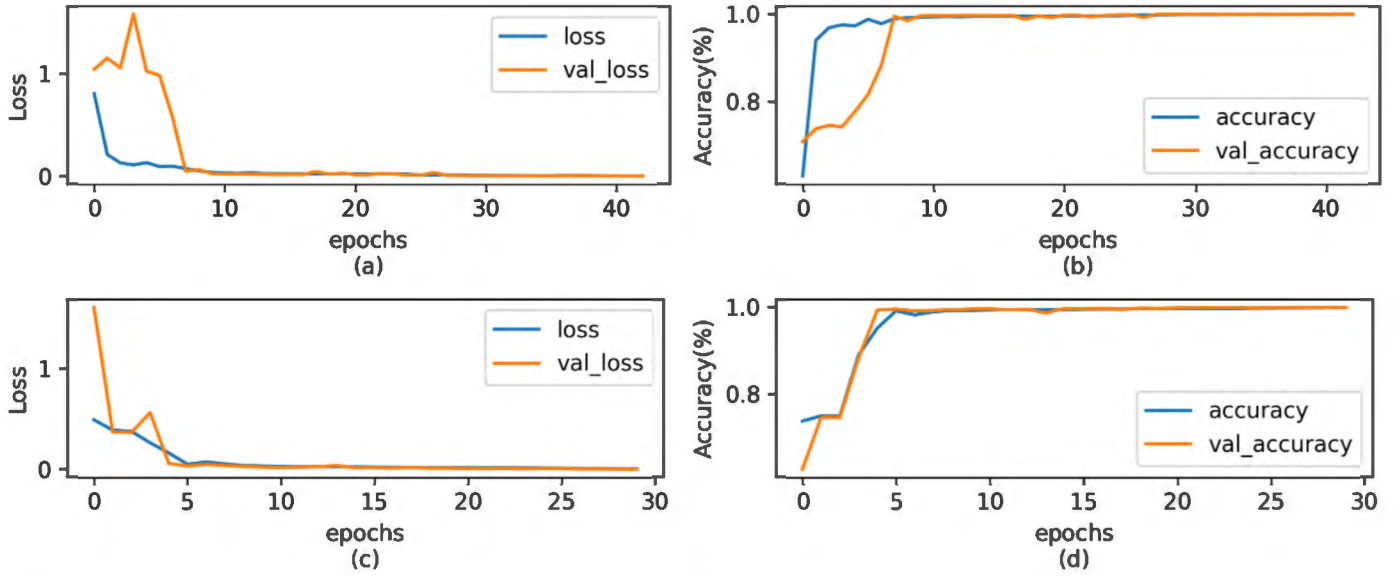 Loss
1
0
loss
val_loss
0 10 20 30 40
epochs
(a)
Accuracy(%)
1.0
0.8
accuracy
val_accuracy
0 10 20 30 40
epochs
(b)
Loss
1
0
loss
val_loss
0 5 10 15 20 25 30
epochs
(c)
Accuracy(%)
1.0
0.8
accuracy
val_accuracy
0 5 10 15 20 25 30
epochs
(d)